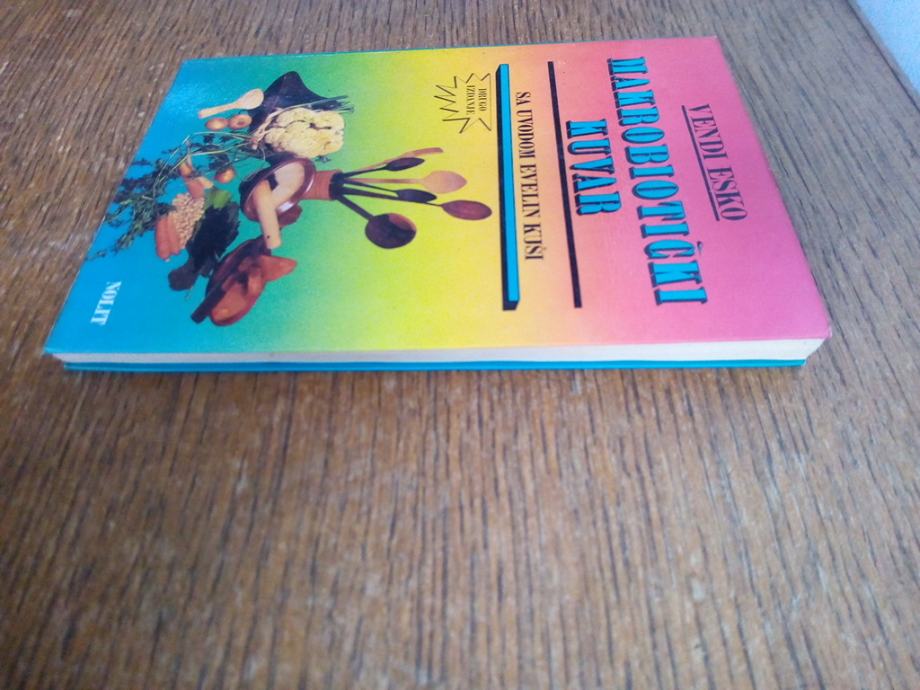 VENDI ESKO
MAKROBIOTIČKI
KUVAR
SA UVODOM EVELIN KUŠI
DRUGO
IZDANJE
NOLIT